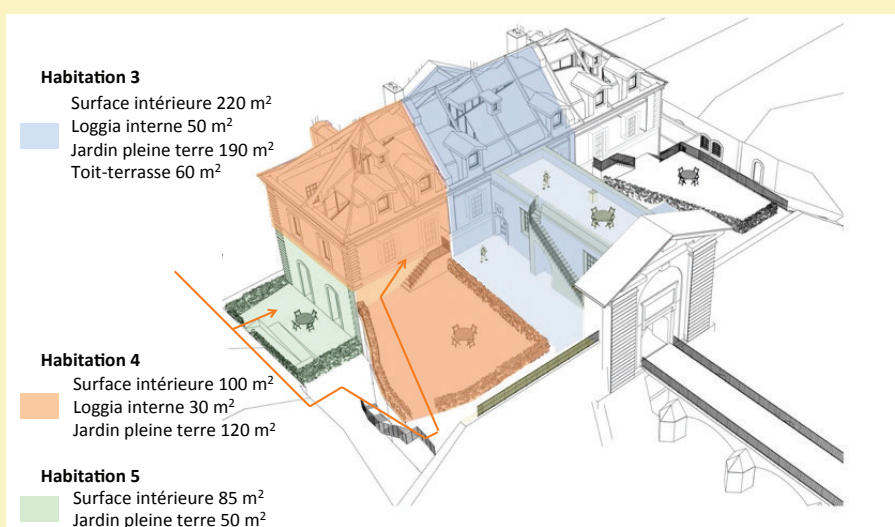 Habitation 3
Surface intérieure 220 m²
Loggia interne 50 m²
Jardin pleine terre 190 m²
Toit-terrasse 60 m²
Habitation 4
Surface intérieure 100 m²
Loggia interne 30 m²
Jardin pleine terre 120 m²
Habitation 5
Surface intérieure 85 m²
Jardin pleine terre 50 m²